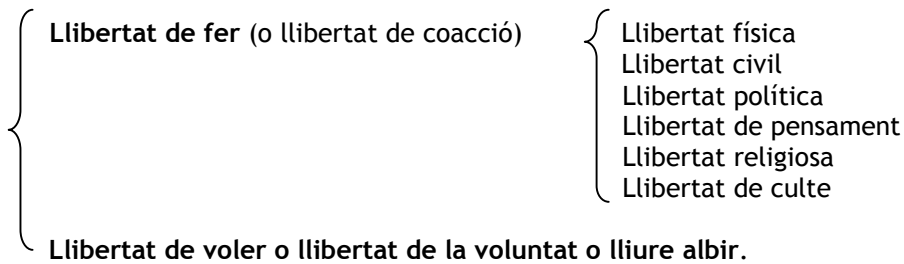 Llibertat de fer (o llibertat de coacció)
Llibertat física
Llibertat civil
Llibertat política
Llibertat de pensament
Llibertat religiosa
Llibertat de culte
Llibertat de voler o llibertat de la voluntat o lliure albir.